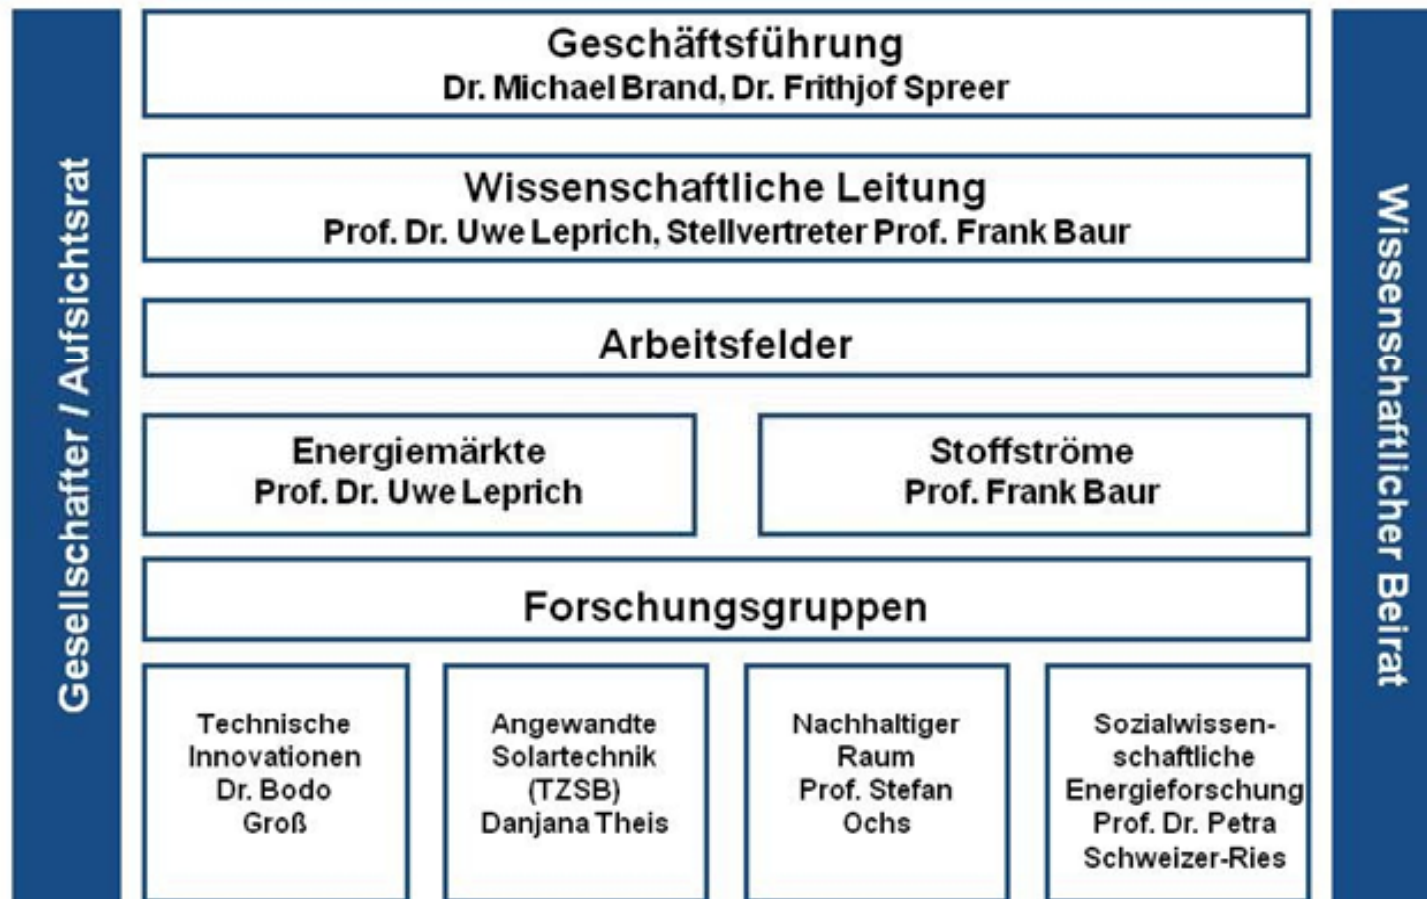 Gesellschafter / Aufsichtsrat
Geschäftsführung
Dr. Michael Brand, Dr. Frithjof Spreer
Wissenschaftliche Leitung
Prof. Dr. Uwe Leprich, Stellvertreter Prof. Frank Baur
Arbeitsfelder
Energiemärkte
Prof. Dr. Uwe Leprich
Stoffströme
Prof. Frank Baur
Forschungsgruppen
Technische
Innovationen
Dr. Bodo
Groß
Angewandte
Solartechnik
(TZSB)
Danjana Theis
Nachhaltiger
Raum
Prof. Stefan
Ochs
Sozialwissen-
schaftliche
Energieforschung
Prof. Dr. Petra
Schweizer-Ries
Wissenschaftlicher Beirat